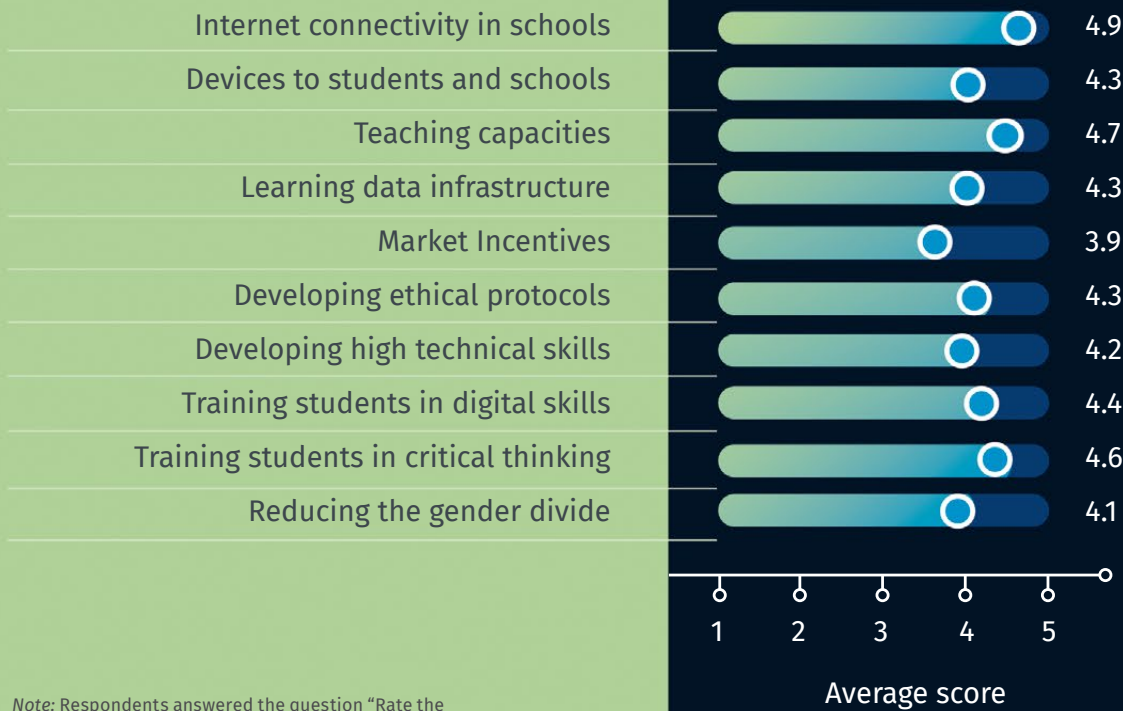 Internet connectivity in schools 4.9
Devices to students and schools 4.3
Teaching capacities 4.7
Learning data infrastructure 4.3
Market Incentives 3.9
Developing ethical protocols 4.3
Developing high technical skills 4.2
Training students in digital skills 4.4
Training students in critical thinking 4.6
Reducing the gender divide 4.1
1 2 3 4 5
Average score
Note: Respondents answered the question “Rate the